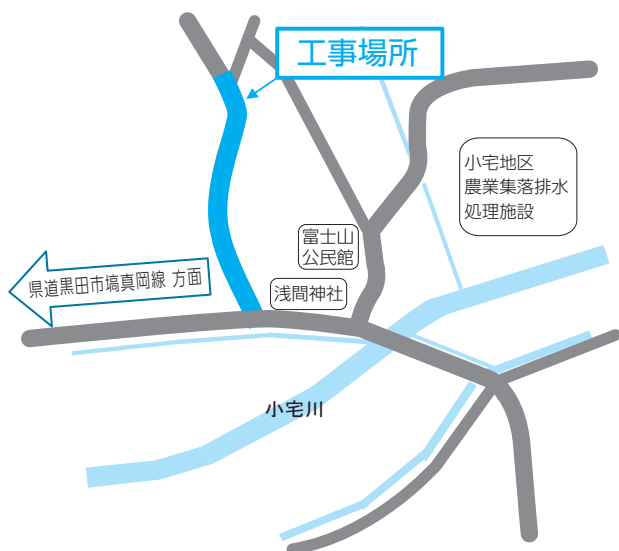 工事場所
小宅地区
農業集落排水
処理施設
富士山
公民館
県道黒田市塙真岡線 方面
浅間神社
小宅川